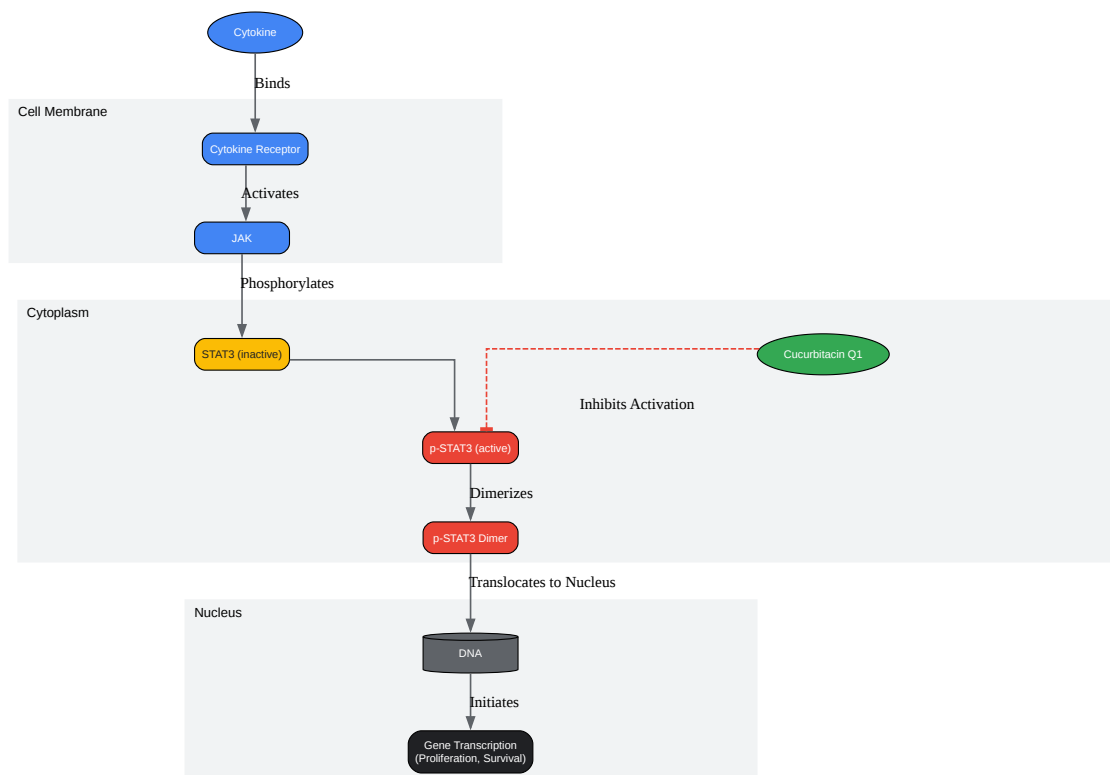 Cytokine
Binds
Cell Membrane
Cytokine Receptor
Activates
JAK
Phosphorylates
Cytoplasm
STAT3 (inactive)
Cucurbitacin Q1
Inhibits Activation
p-STAT3 (active)
Dimerizes
p-STAT3 Dimer
Translocates to Nucleus
Nucleus
DNA
Initiates
Gene Transcription
(Proliferation, Survival)